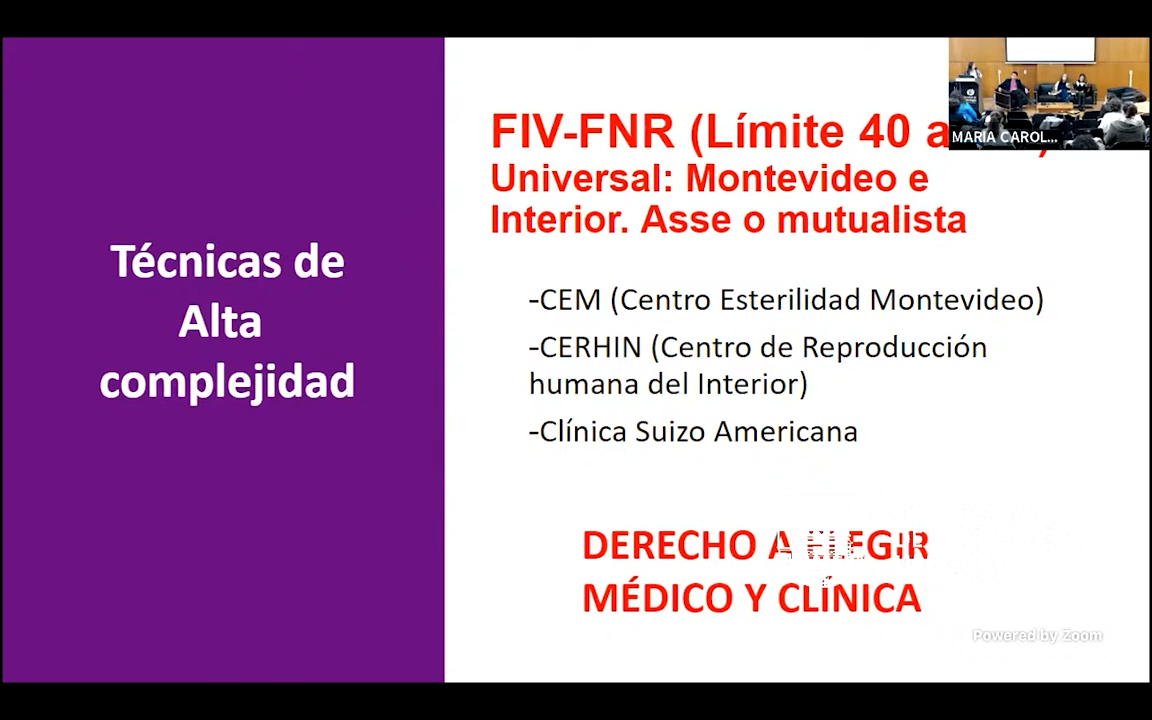 FIV-FNR (Límite 40 a
Universal: Montevideo e
Interior. Asse o mutualista
MARIA CAROL...
Técnicas de
Alta
complejidad
-CEM (Centro Esterilidad Montevideo)
-CERHIN (Centro de Reproducción
humana del Interior)
-Clínica Suizo Americana
DERECHO A ELEGIR
MÉDICO Y CLÍNICA
Powered by Zoom